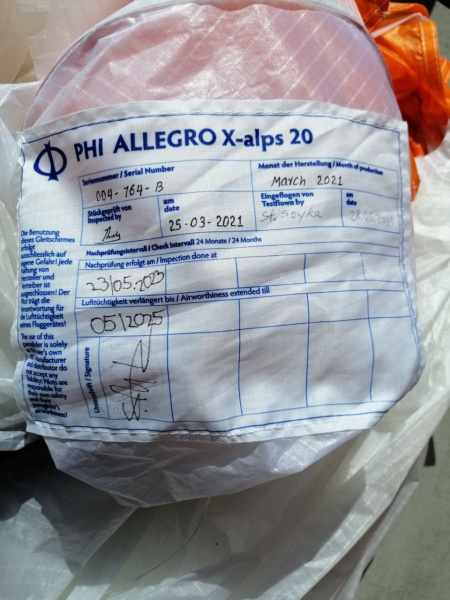 PHI ALLEGRO X-alps 20
Seriennummer / Serial Number
004-764-B
Monat der Herstellung / Month of production
March 2021
Stückgeprüft von
Inspected by
am
date
25-03-2021
Eingeflogen von
Testflown by
St. Soyka
am
date
Nachprüfungsintervall / Check Intervall 24 Monate / 24 Months
Nachprüfung erfolgt am / Inspection done at
23/05.2023
Lufttüchtigkeit verlängert bis / Airworthiness extended till
05/2025
Unterschrift / Signature
Die Benutzung
dieses Gleitschirmes
erfolgt
ausschliesslich auf
eigene Gefahr! Jede
Haftung von
Hersteller und
Vertreiber ist
ausgeschlossen! Der
Pilot trägt die
Verantwortung für
die Lufttüchtigkeit
seines Fluggerätes!
The use of this
paraglider is solely
at the user's own
risk! Manufacturer
and distributor do
not accept any
liability! Pilots are
responsible for
their own safety